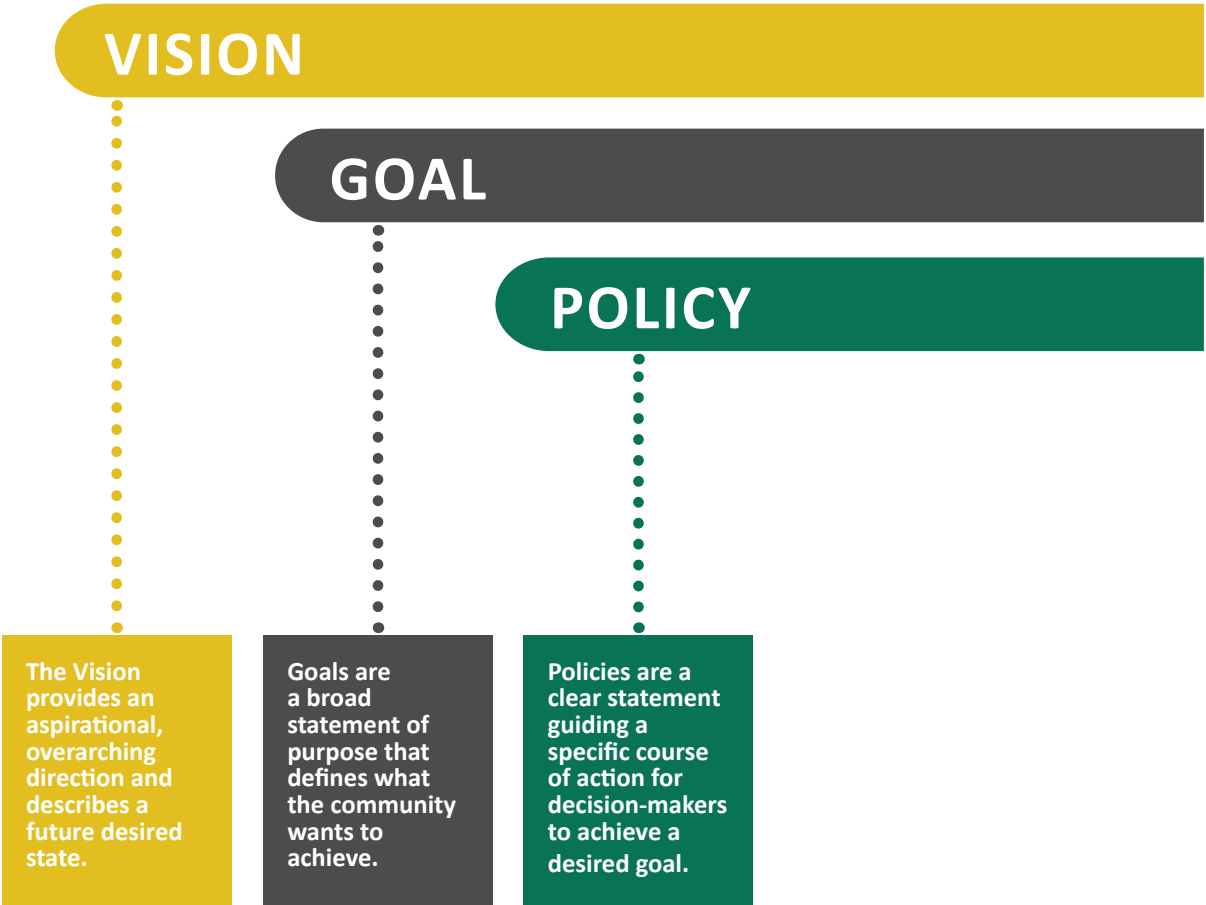 VISION
GOAL
POLICY
The Vision
provides an
aspirational,
overarching
direction and
describes a
future desired
state.
Goals are
a broad
statement of
purpose that
defines what
the community
wants to
achieve.
Policies are a
clear statement
guiding a
specific course
of action for
decision-makers
to achieve a
desired goal.